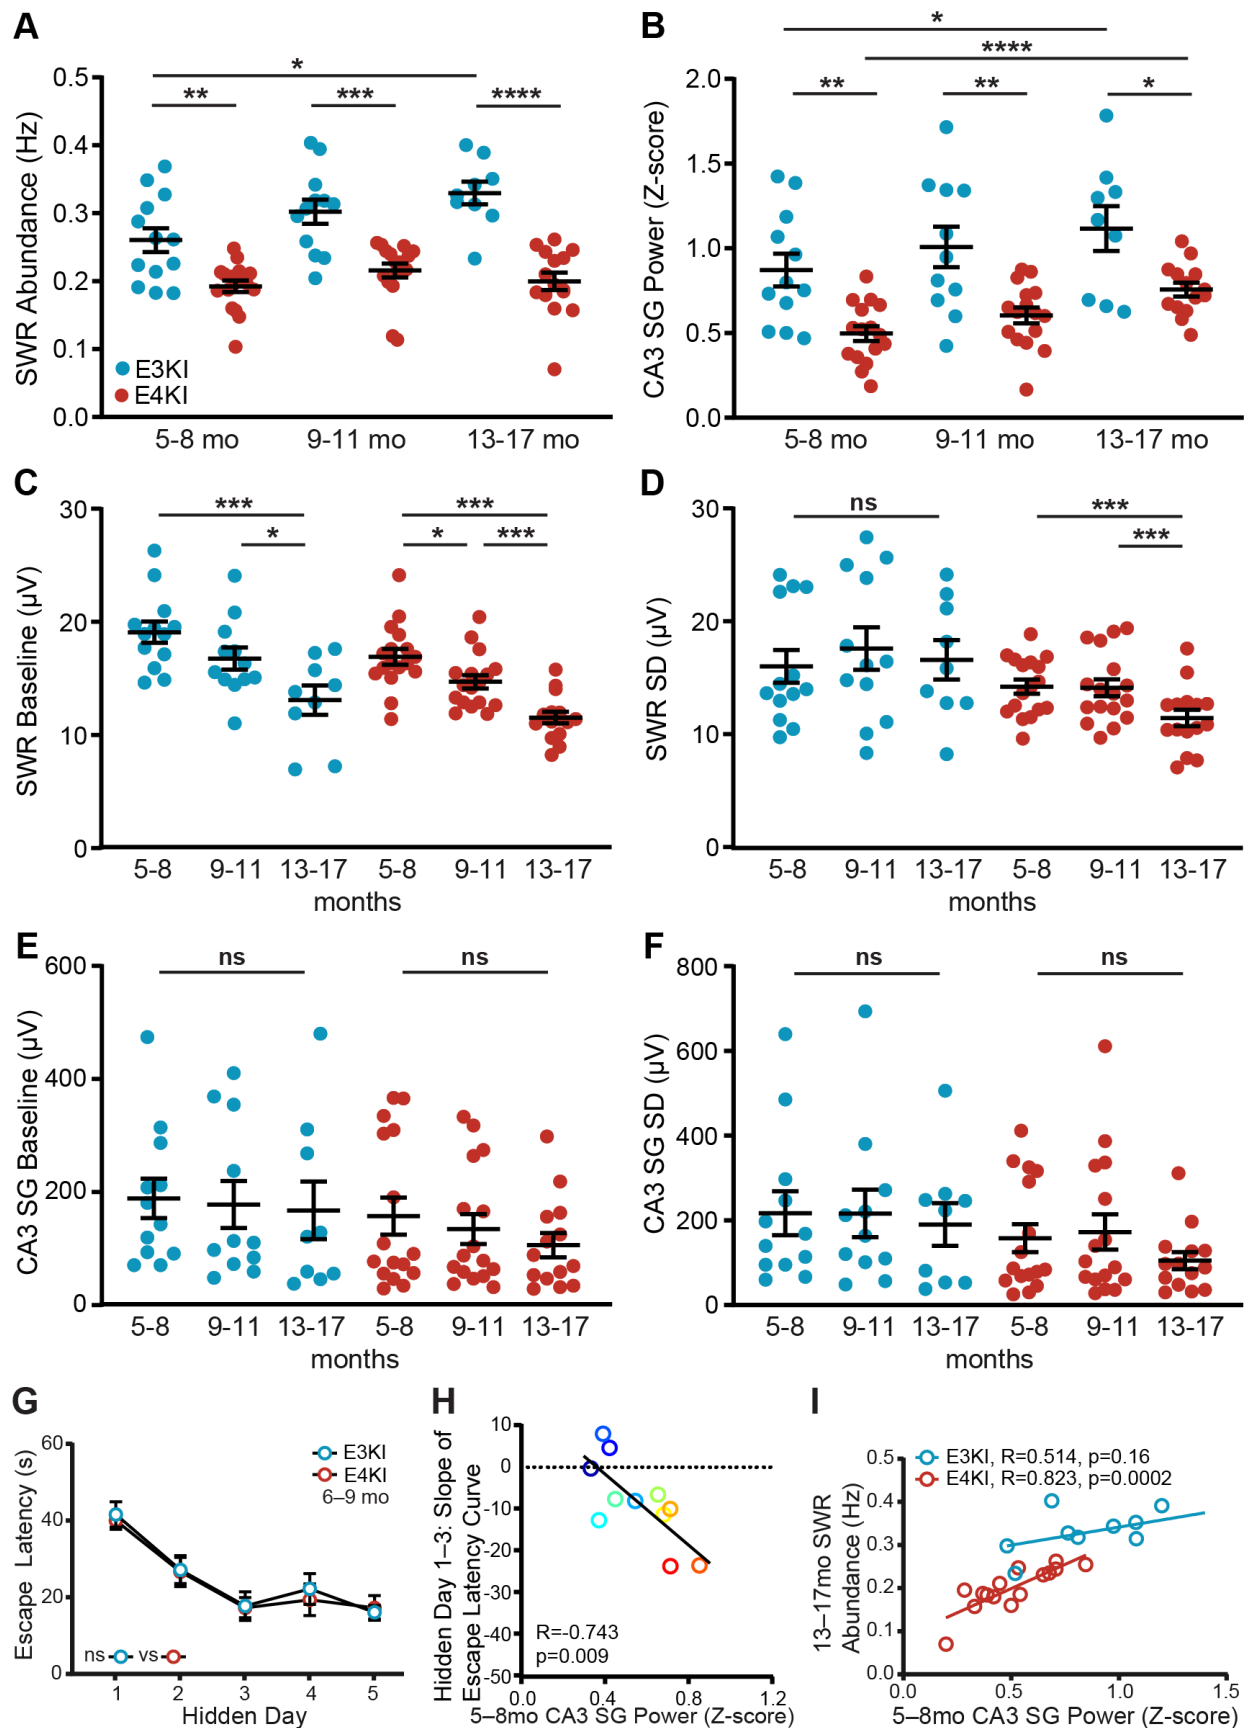 A
SWR Abundance (Hz)
0.5
0.4
0.3
0.2
0.1
0.0
*
**
***
****
E3KI
E4KI
5-8 mo
9-11 mo
13-17 mo
B
CA3 SG Power (Z-score)
2.0
1.5
1.0
0.5
0.0
*
****
**
**
*
5-8 mo
9-11 mo
13-17 mo
C
SWR Baseline (µV)
30
20
10
0
***
*
***
*
***
5-8
9-11
13-17
5-8
9-11
13-17
months
D
SWR SD (µV)
30
20
10
0
ns
***
***
5-8
9-11
13-17
5-8
9-11
13-17
months
E
CA3 SG Baseline (µV)
600
400
200
0
ns
ns
5-8
9-11
13-17
5-8
9-11
13-17
months
F
CA3 SG SD (µV)
800
600
400
200
0
ns
ns
5-8
9-11
13-17
5-8
9-11
13-17
months
G
Escape Latency (s)
60
40
20
0
E3KI
E4KI
6–9 mo
ns vs
1
2
3
4
5
Hidden Day
H
Hidden Day 1–3: Slope of
Escape Latency Curve
10
0
-10
-20
-30
-40
-50
R=-0.743
p=0.009
0.0
0.4
0.8
1.2
5–8mo CA3 SG Power (Z-score)
I
13–17mo SWR
Abundance (Hz)
0.5
0.4
0.3
0.2
0.1
0.0
E3KI, R=0.514, p=0.16
E4KI, R=0.823, p=0.0002
0.0
0.5
1.0
1.5
5–8mo CA3 SG Power (Z-score)